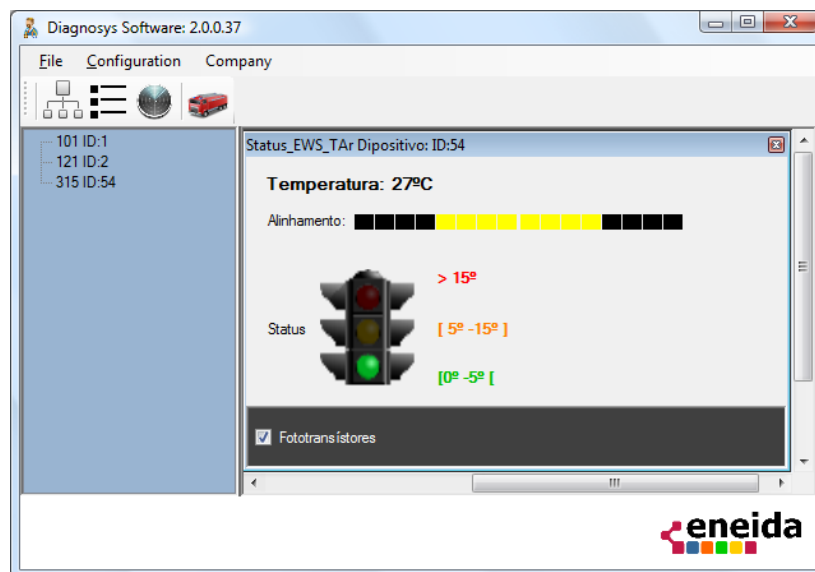 Diagnosys Software: 2.0.0.37
File Configuration Company
101 ID:1
121 ID:2
315 ID:54
Status_EWS_TAr Dipositivo: ID:54
Temperatura: 27ºC
Alinhamento:
> 15º
Status
[ 5º -15º ]
[0º -5º [
Fototransístores
eneida